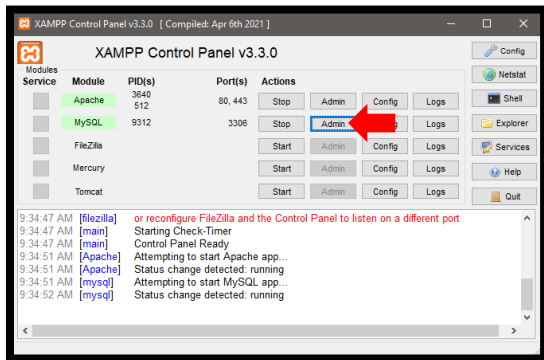 XAMPP Control Panel v3.3.0 [ Compiled: Apr 6th 2021 ]
XAMPP Control Panel v3.3.0
Config
Modules
Service Module PID(s) Port(s) Actions
Netstat
Apache 3640 512 80, 443 Stop Admin Config Logs
Shell
MySQL 9312 3306 Stop Admin Logs
Explorer
FileZilla Start Admin Config Logs
Services
Mercury Start Admin Config Logs
Help
Tomcat Start Admin Config Logs
Quit
9:34:47 AM [filezilla] or reconfigure FileZilla and the Control Panel to listen on a different port
9:34:47 AM [main] Starting Check-Timer
9:34:47 AM [main] Control Panel Ready
9:34:51 AM [Apache] Attempting to start Apache app...
9:34:51 AM [Apache] Status change detected: running
9:34:51 AM [mysql] Attempting to start MySQL app...
9:34:52 AM [mysql] Status change detected: running